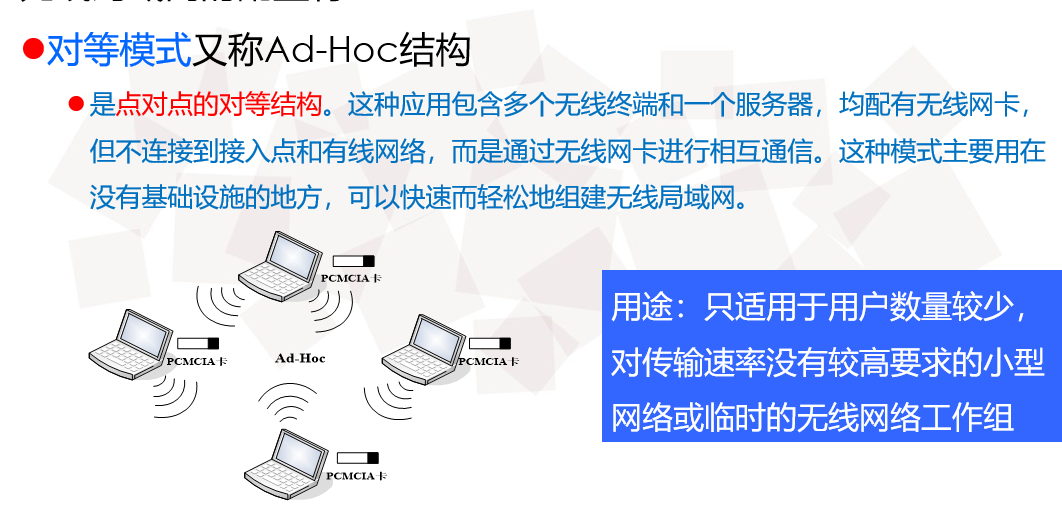 对等模式又称Ad-Hoc结构
是点对点的对等结构。这种应用包含多个无线终端和一个服务器，均配有无线网卡，
但不连接到接入点和有线网络，而是通过无线网卡进行相互通信。这种模式主要用在
没有基础设施的地方，可以快速而轻松地组建无线局域网。
PCMCIA卡
PCMCIA卡
Ad-Hoc
PCMCIA卡
PCMCIA卡
用途：只适用于用户数量较少，
对传输速率没有较高要求的小型
网络或临时的无线网络工作组